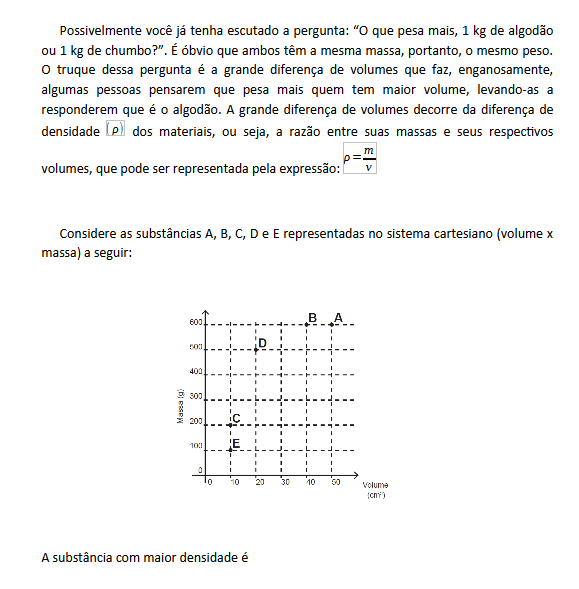 Possivelmente você já tenha escutado a pergunta: “O que pesa mais, 1 kg de algodão
ou 1 kg de chumbo?”. É óbvio que ambos têm a mesma massa, portanto, o mesmo peso.
O truque dessa pergunta é a grande diferença de volumes que faz, enganosamente,
algumas pessoas pensarem que pesa mais quem tem maior volume, levando-as a
responderem que é o algodão. A grande diferença de volumes decorre da diferença de
densidade (ρ) dos materiais, ou seja, a razão entre suas massas e seus respectivos
volumes, que pode ser representada pela expressão: ρ = m/v
Considere as substâncias A, B, C, D e E representadas no sistema cartesiano (volume x
massa) a seguir:
600 B A
500 D
400
Massa (g)
300
200 C
100 E
0
0 10 20 30 40 50 Volume
(cm³)
A substância com maior densidade é